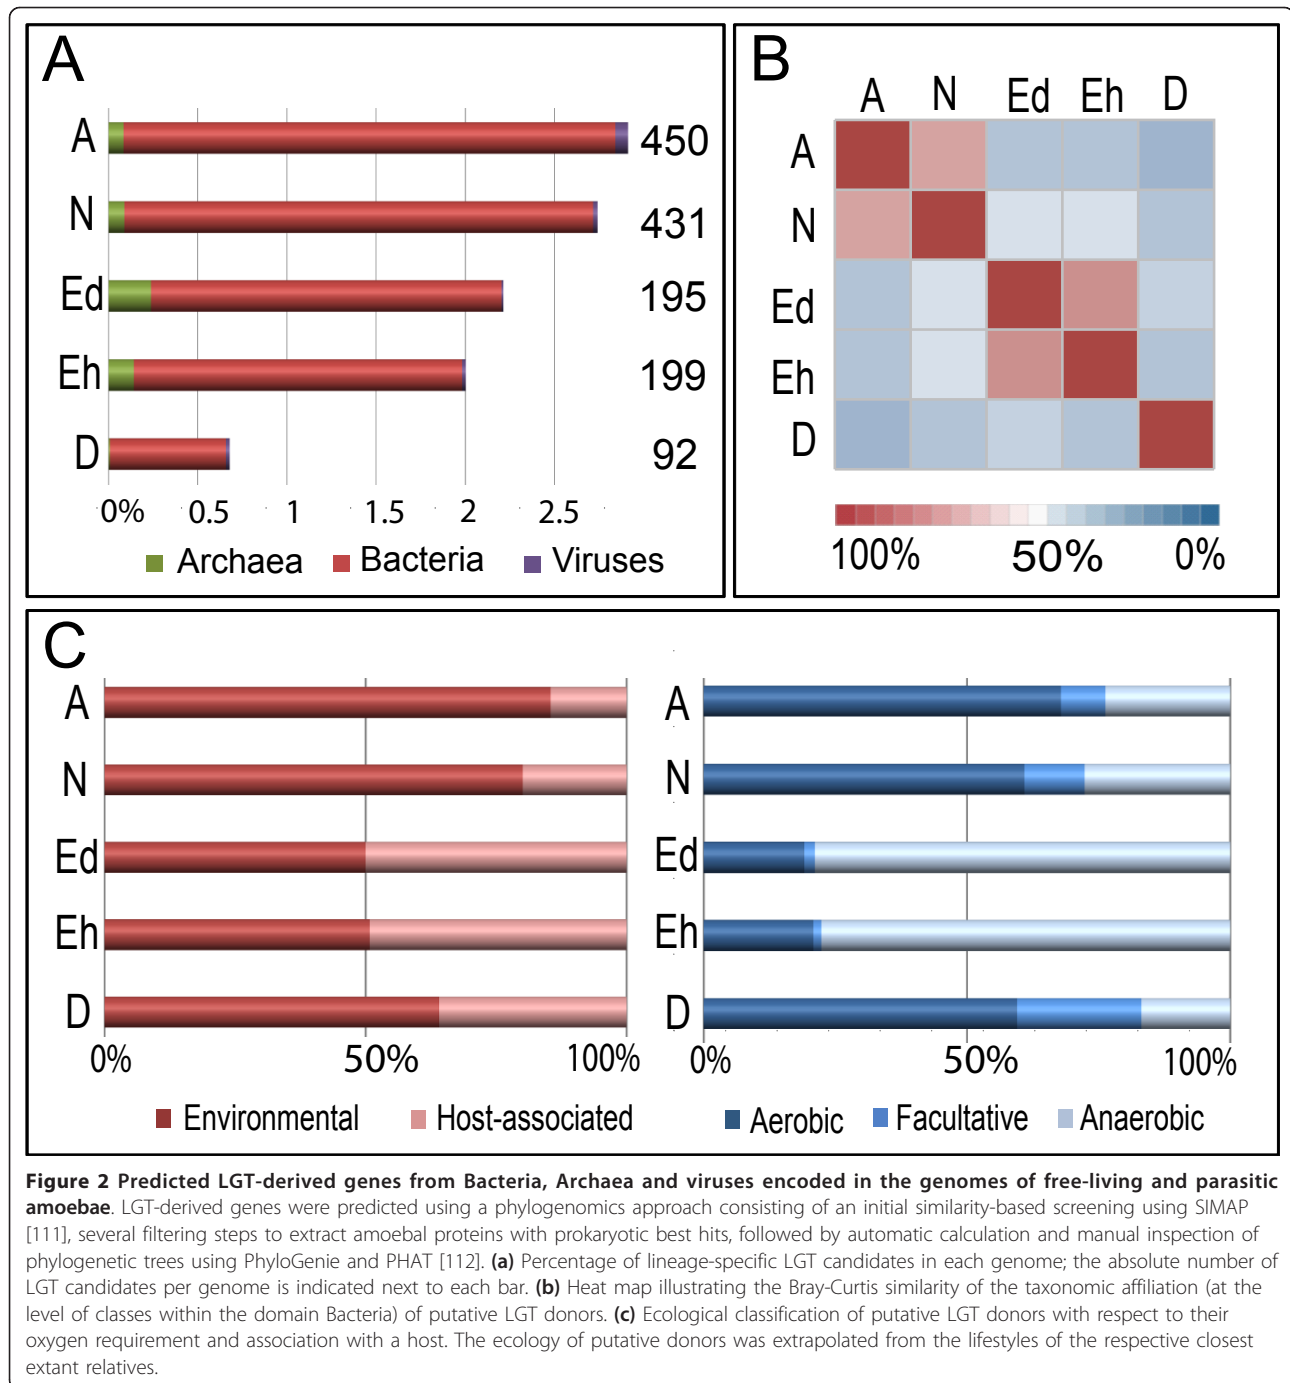 A
A 450
N 431
Ed 195
Eh 199
D 92
0% 0.5 1 1.5 2 2.5
Archaea Bacteria Viruses
B
A N Ed Eh D
A
N
Ed
Eh
D
100% 50% 0%
C
A
N
Ed
Eh
D
0% 50% 100%
Environmental Host-associated
A
N
Ed
Eh
D
0% 50% 100%
Aerobic Facultative Anaerobic
Figure 2 Predicted LGT-derived genes from Bacteria, Archaea and viruses encoded in the genomes of free-living and parasitic
amoebae. LGT-derived genes were predicted using a phylogenomics approach consisting of an initial similarity-based screening using SIMAP
[111], several filtering steps to extract amoebal proteins with prokaryotic best hits, followed by automatic calculation and manual inspection of
phylogenetic trees using PhyloGenie and PHAT [112]. (a) Percentage of lineage-specific LGT candidates in each genome; the absolute number of
LGT candidates per genome is indicated next to each bar. (b) Heat map illustrating the Bray-Curtis similarity of the taxonomic affiliation (at the
level of classes within the domain Bacteria) of putative LGT donors. (c) Ecological classification of putative LGT donors with respect to their
oxygen requirement and association with a host. The ecology of putative donors was extrapolated from the lifestyles of the respective closest
extant relatives.